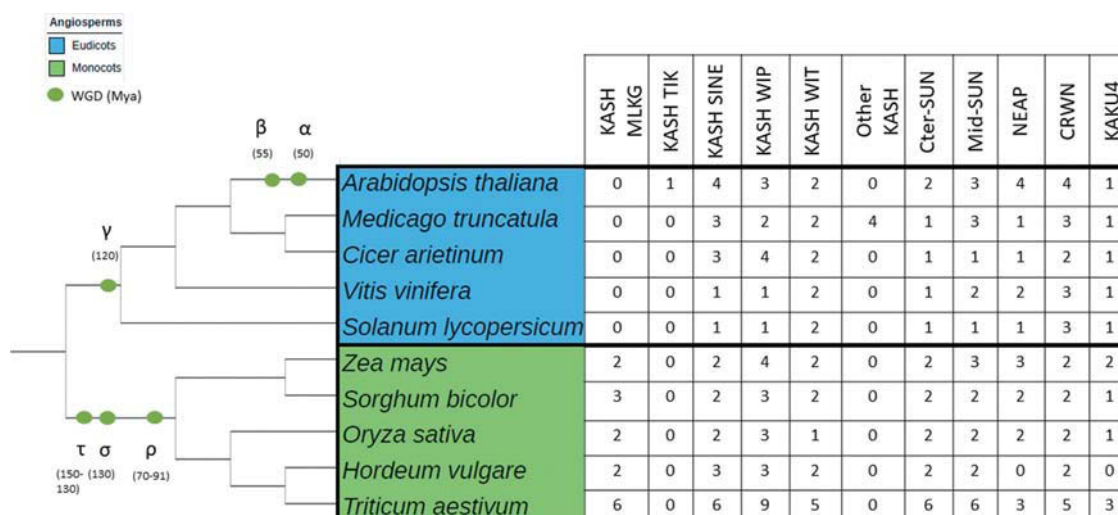 Angiosperms
Eudicots
Monocots
WGD (Mya)
KASH MLKG
KASH TIK
KASH SINE
KASH WIP
KASH WIT
Other KASH
Cter-SUN
Mid-SUN
NEAP
CRWN
KAKU4
β α
(55) (50)
γ
(120)
τ σ ρ
(150-130) (130) (70-91)
Arabidopsis thaliana 0 1 4 3 2 0 2 3 4 4 1
Medicago truncatula 0 0 3 2 2 4 1 3 1 3 1
Cicer arietinum 0 0 3 4 2 0 1 1 1 2 1
Vitis vinifera 0 0 1 1 2 0 1 2 2 3 1
Solanum lycopersicum 0 0 1 1 2 0 1 1 1 3 1
Zea mays 2 0 2 4 2 0 2 3 3 2 2
Sorghum bicolor 3 0 2 3 2 0 2 2 2 2 1
Oryza sativa 2 0 2 3 1 0 2 2 2 2 1
Hordeum vulgare 2 0 3 3 2 0 2 2 0 2 0
Triticum aestivum 6 0 6 9 5 0 6 6 3 5 3